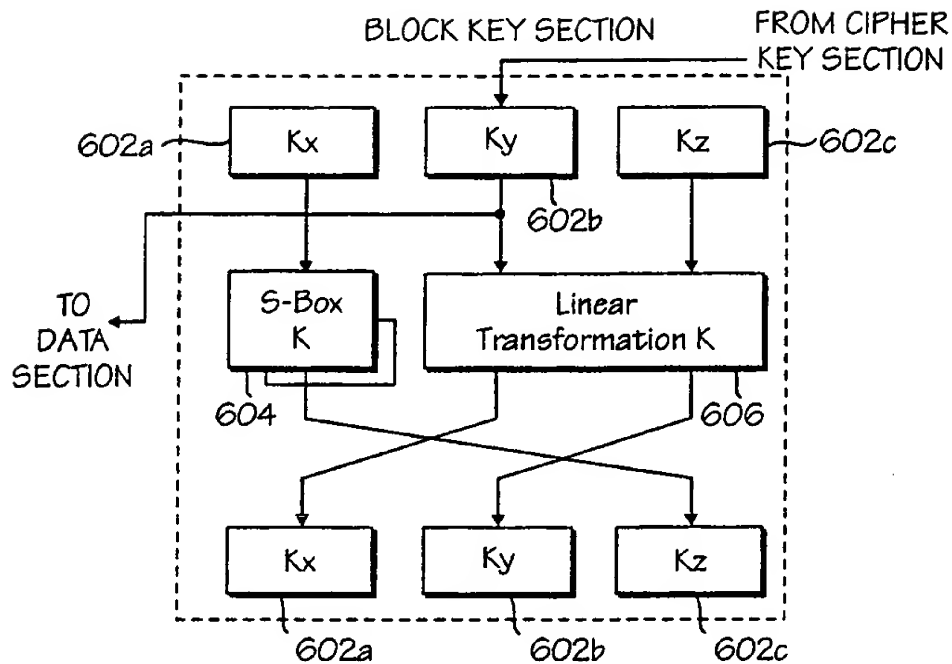 BLOCK KEY SECTION
FROM CIPHER
KEY SECTION
602a
Kx
Ky
Kz
602c
602b
TO
DATA
SECTION
S-Box
K
Linear
Transformation K
604
606
Kx
Ky
Kz
602a
602b
602c